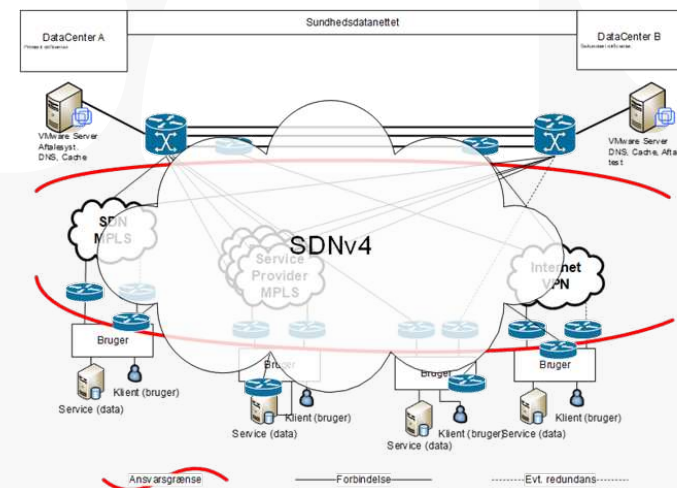 Sundhedsdatanettet
DataCenter A
DataCenter B
VMware Server
Aftalesyst.
DNS, Cache
VMware Server
DNS, Cache, Afta
test
SDNv4
SDN
MPLS
Service
Provider
MPLS
Internet
VPN
Bruger
Bruger
Bruger
Bruger
Klient (bruger)
Service (data)
Klient (bruger)
Service (data)
Klient (bruger)
Service (data)
Klient (bruger)
Service (data)
Ansvarsgrænse
Forbindelse
Evt. redundans